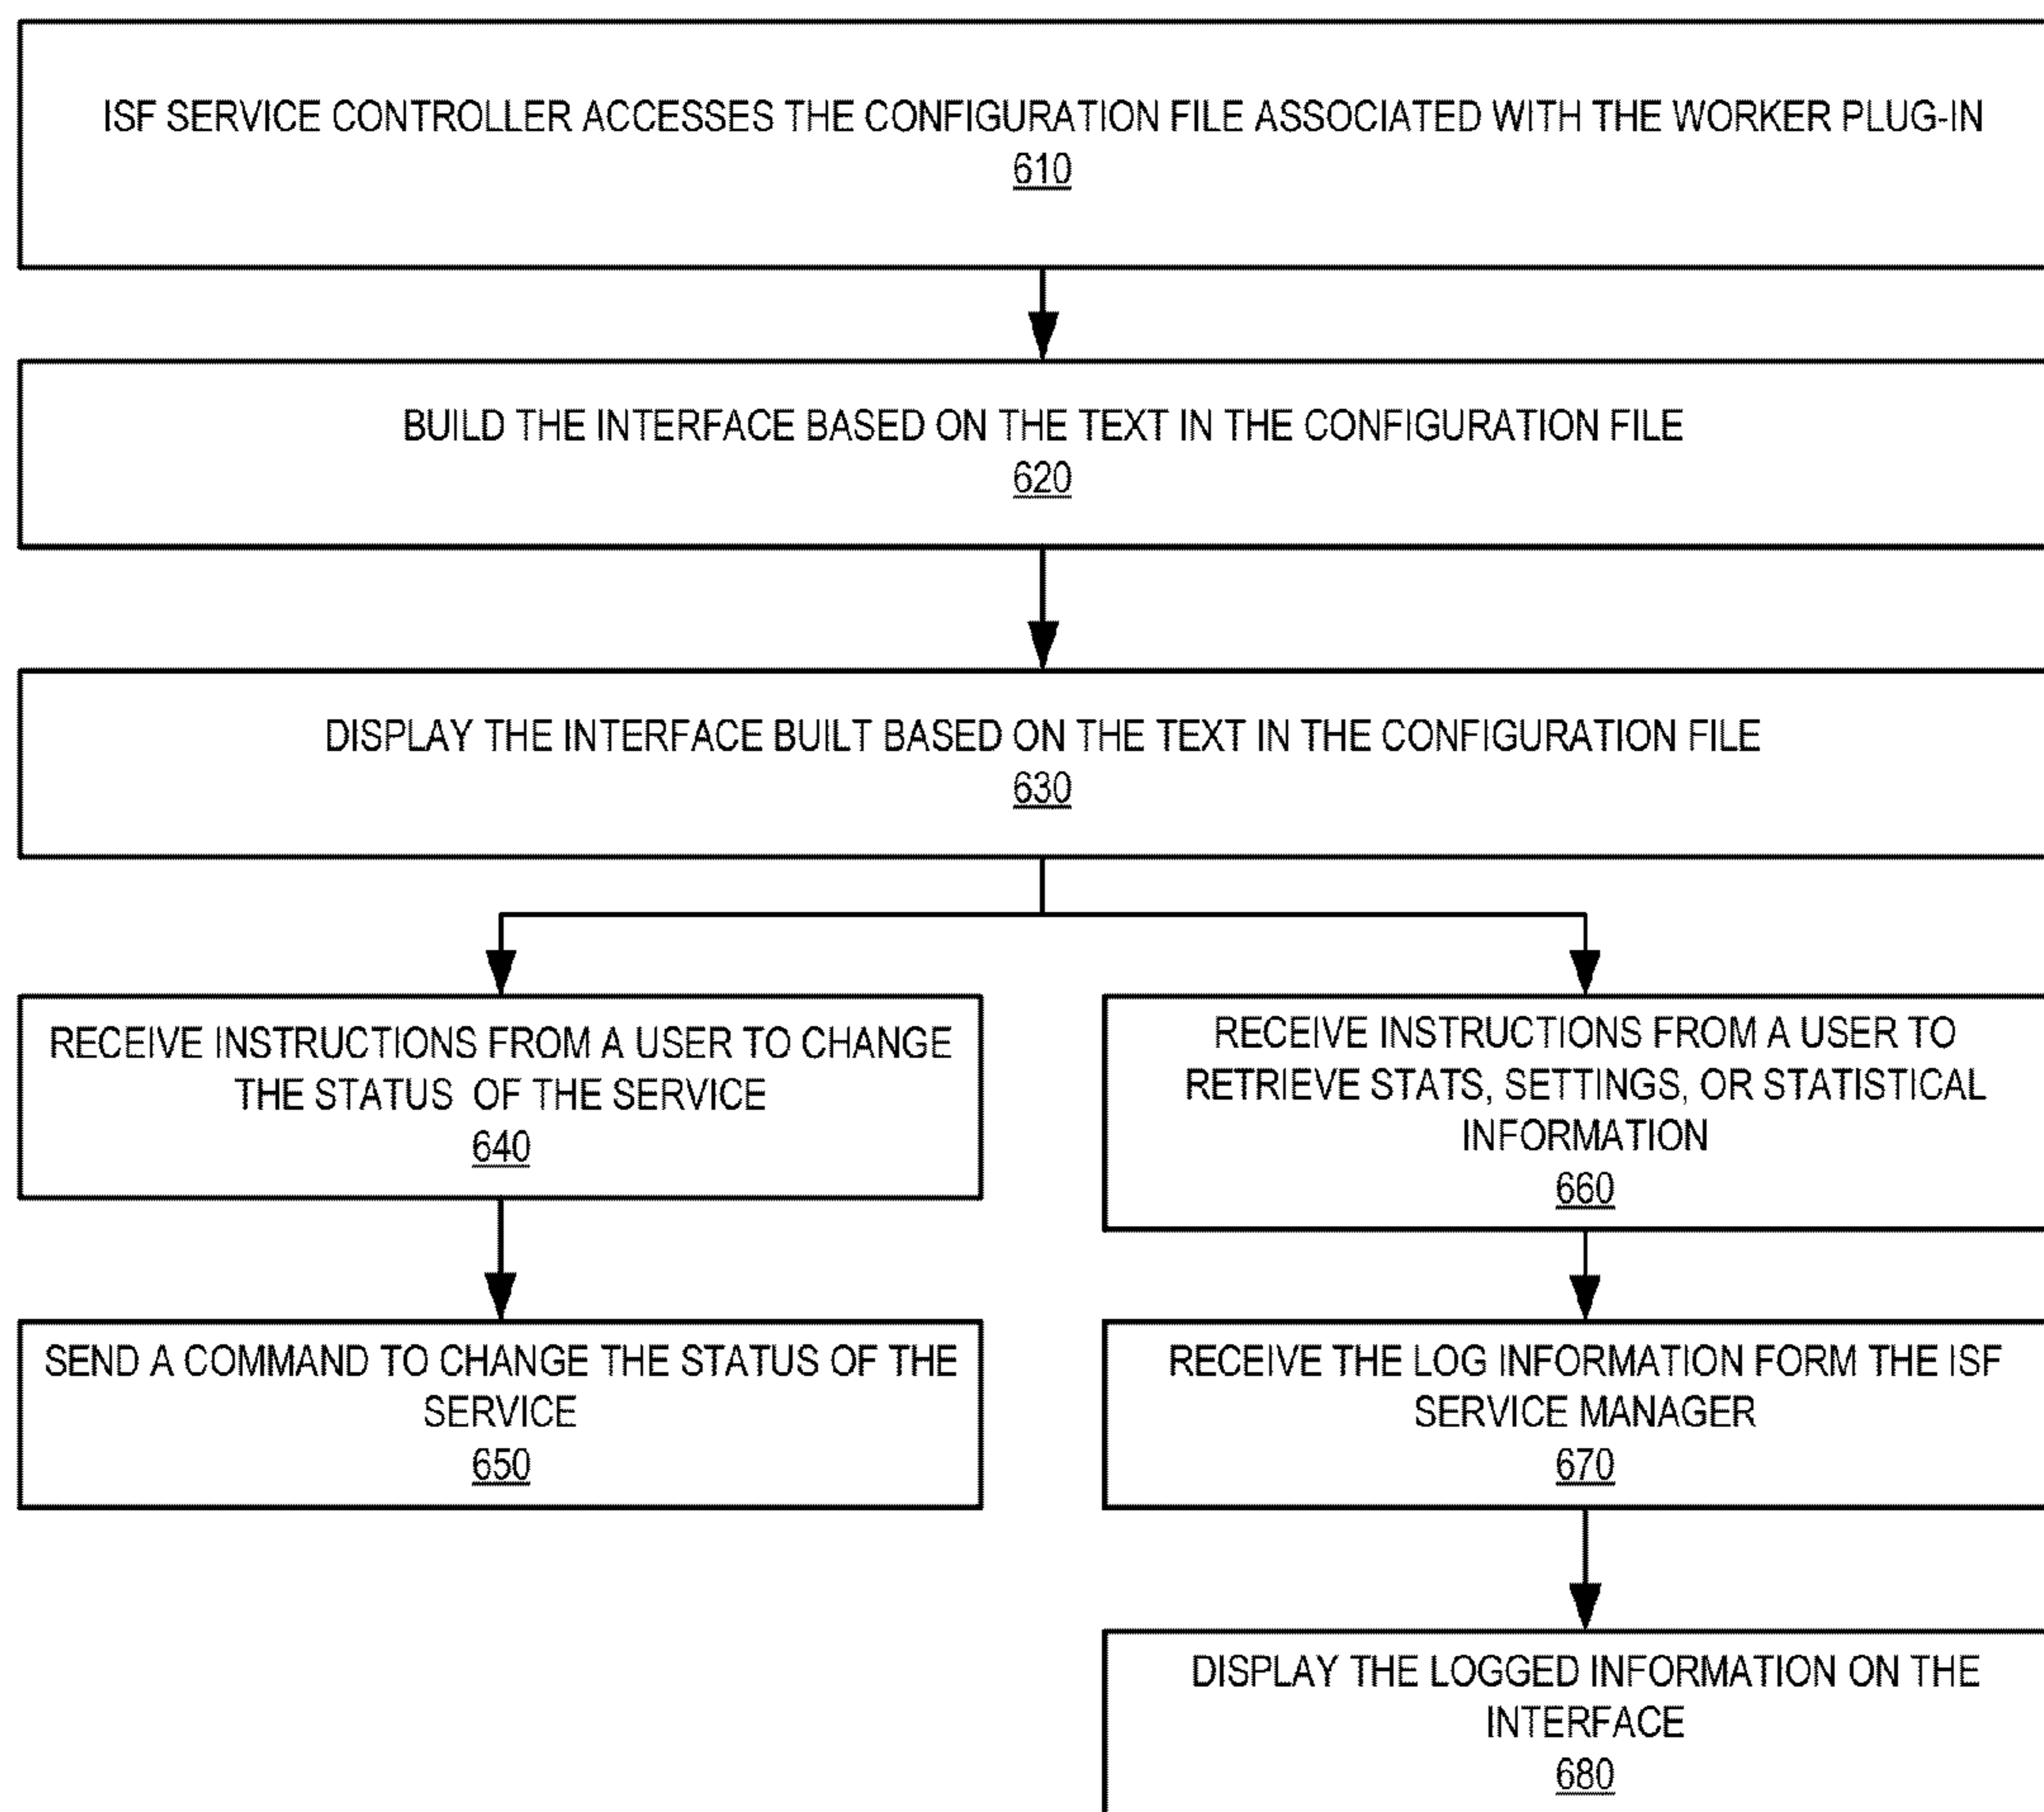 ISF SERVICE CONTROLLER ACCESSES THE CONFIGURATION FILE ASSOCIATED WITH THE WORKER PLUG-IN
610
BUILD THE INTERFACE BASED ON THE TEXT IN THE CONFIGURATION FILE
620
DISPLAY THE INTERFACE BUILT BASED ON THE TEXT IN THE CONFIGURATION FILE
630
RECEIVE INSTRUCTIONS FROM A USER TO CHANGE
THE STATUS OF THE SERVICE
640
RECEIVE INSTRUCTIONS FROM A USER TO
RETRIEVE STATS, SETTINGS, OR STATISTICAL
INFORMATION
660
SEND A COMMAND TO CHANGE THE STATUS OF THE
SERVICE
650
RECEIVE THE LOG INFORMATION FORM THE ISF
SERVICE MANAGER
670
DISPLAY THE LOGGED INFORMATION ON THE
INTERFACE
680